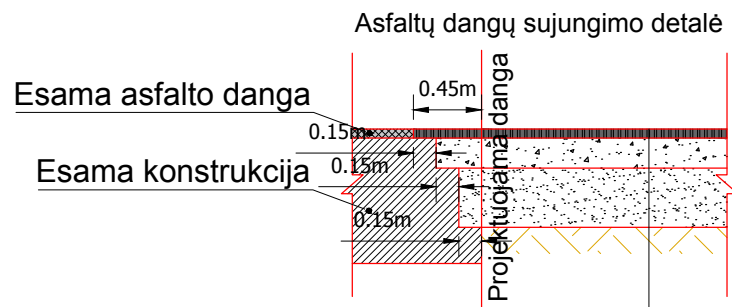 Asfaltų dangų sujungimo detalė
0.45m
Esama asfalto danga
0.15m
Esama konstrukcija
0.15m
0.15m
Projektuojama danga